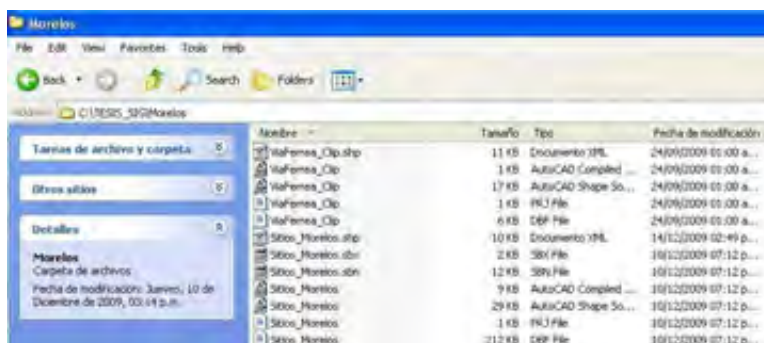 Morelos
File Edit View Favorites Tools Help
Back Search Folders
C:\TESIS_SIG\Morelos
Nombre Tamaño Tipo Fecha de modificación
Tareas de archivo y carpeta
Otros sitios
Detalles
Morelos
Carpeta de archivos
Fecha de modificación: Jueves, 10 de
Diciembre de 2009, 03:14 p.m.
ViaFerrea_Clip.shp 11 KB Documento XML 24/09/2009 01:00 a...
ViaFerrea_Clip 1 KB AutoCAD Compiled ... 24/09/2009 01:00 a...
ViaFerrea_Clip 17 KB AutoCAD Shape So... 24/09/2009 01:00 a...
ViaFerrea_Clip 1 KB PRJ File 24/09/2009 01:00 a...
ViaFerrea_Clip 6 KB DBF File 24/09/2009 01:00 a...
Sitios_Morelos.shp 10 KB Documento XML 14/12/2009 02:49 p...
Sitios_Morelos.sbx 2 KB SBX File 10/12/2009 07:12 p...
Sitios_Morelos.sbn 12 KB SBN File 10/12/2009 07:12 p...
Sitios_Morelos 9 KB AutoCAD Compiled ... 10/12/2009 07:12 p...
Sitios_Morelos 29 KB AutoCAD Shape So... 10/12/2009 07:12 p...
Sitios_Morelos 1 KB PRJ File 10/12/2009 07:12 p...
Sitios_Morelos 212 KB DBF File 10/12/2009 07:12 p...